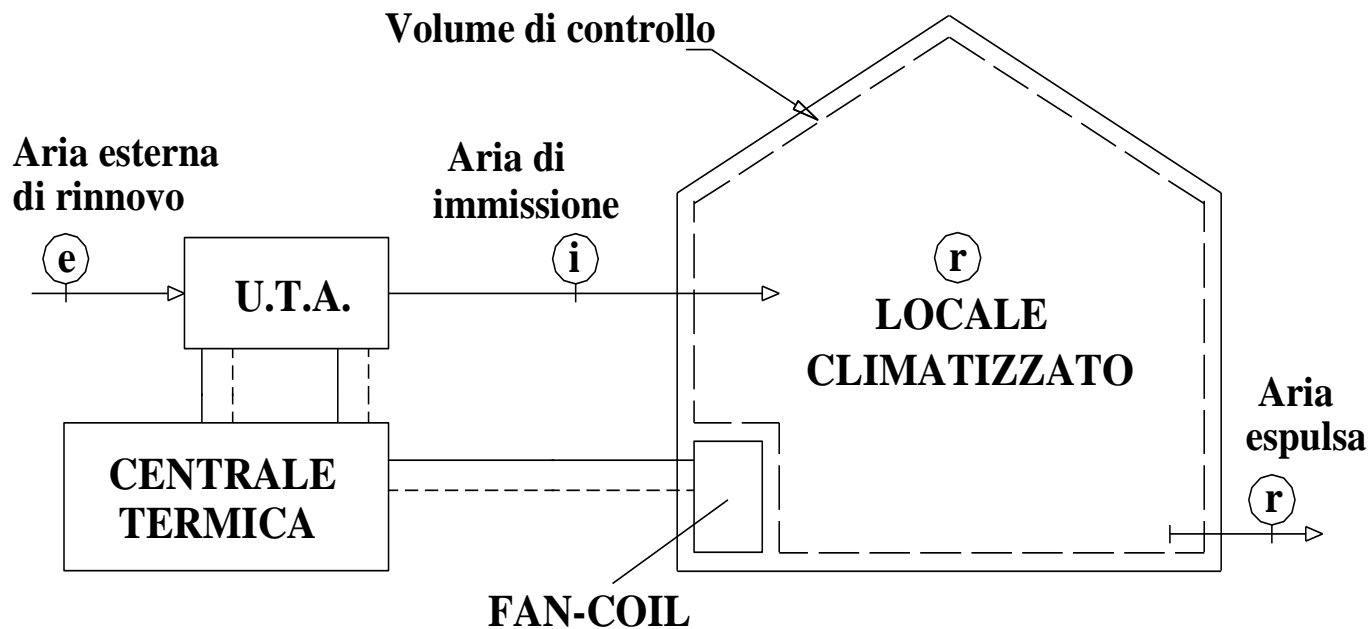 Volume di controllo
Aria esterna
di rinnovo
Aria di
immissione
e
i
r
U.T.A.
LOCALE
CLIMATIZZATO
Aria
espulsa
r
CENTRALE
TERMICA
FAN-COIL